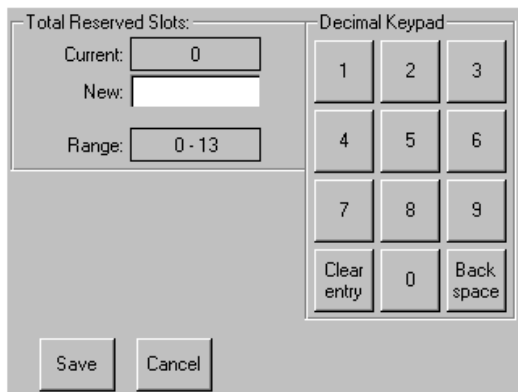 Total Reserved Slots:
Current: 0
New:
Range: 0 - 13
Decimal Keypad
1 2 3
4 5 6
7 8 9
Clear entry 0 Back space
Save Cancel